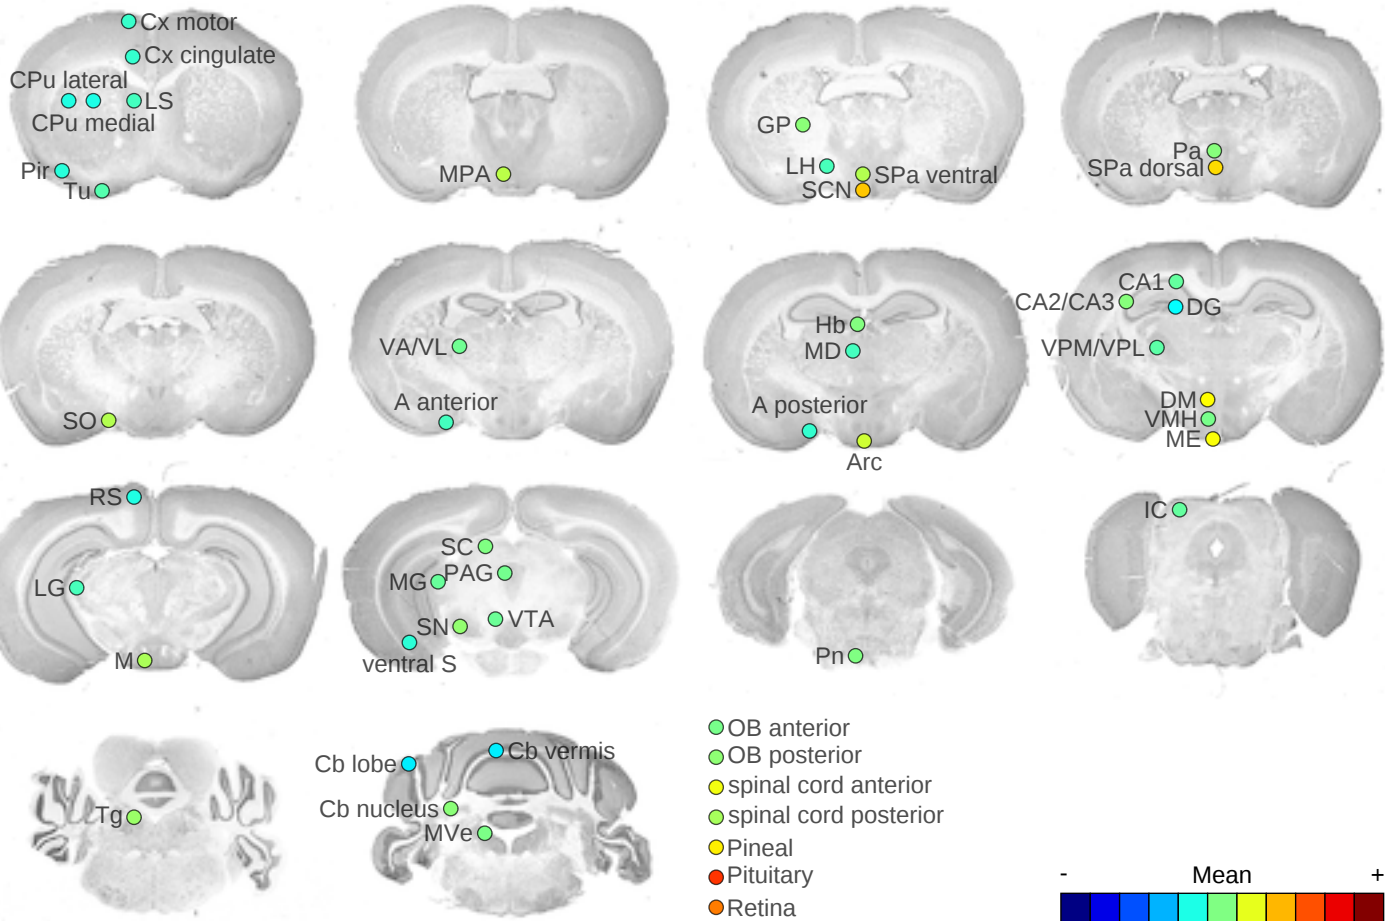 Cx motor
Cx cingulate
CPu lateral
LS
CPu medial
Pir
Tu
MPA
GP
LH
SPa ventral
SCN
Pa
SPa dorsal
SO
VA/VL
A anterior
Hb
MD
A posterior
Arc
CA1
CA2/CA3
DG
VPM/VPL
DM
VMH
ME
RS
LG
M
SC
MG
PAG
SN
VTA
ventral S
Pn
IC
Tg
Cb lobe
Cb vermis
Cb nucleus
MVe
OB anterior
OB posterior
spinal cord anterior
spinal cord posterior
Pineal
Pituitary
Retina
- Mean +